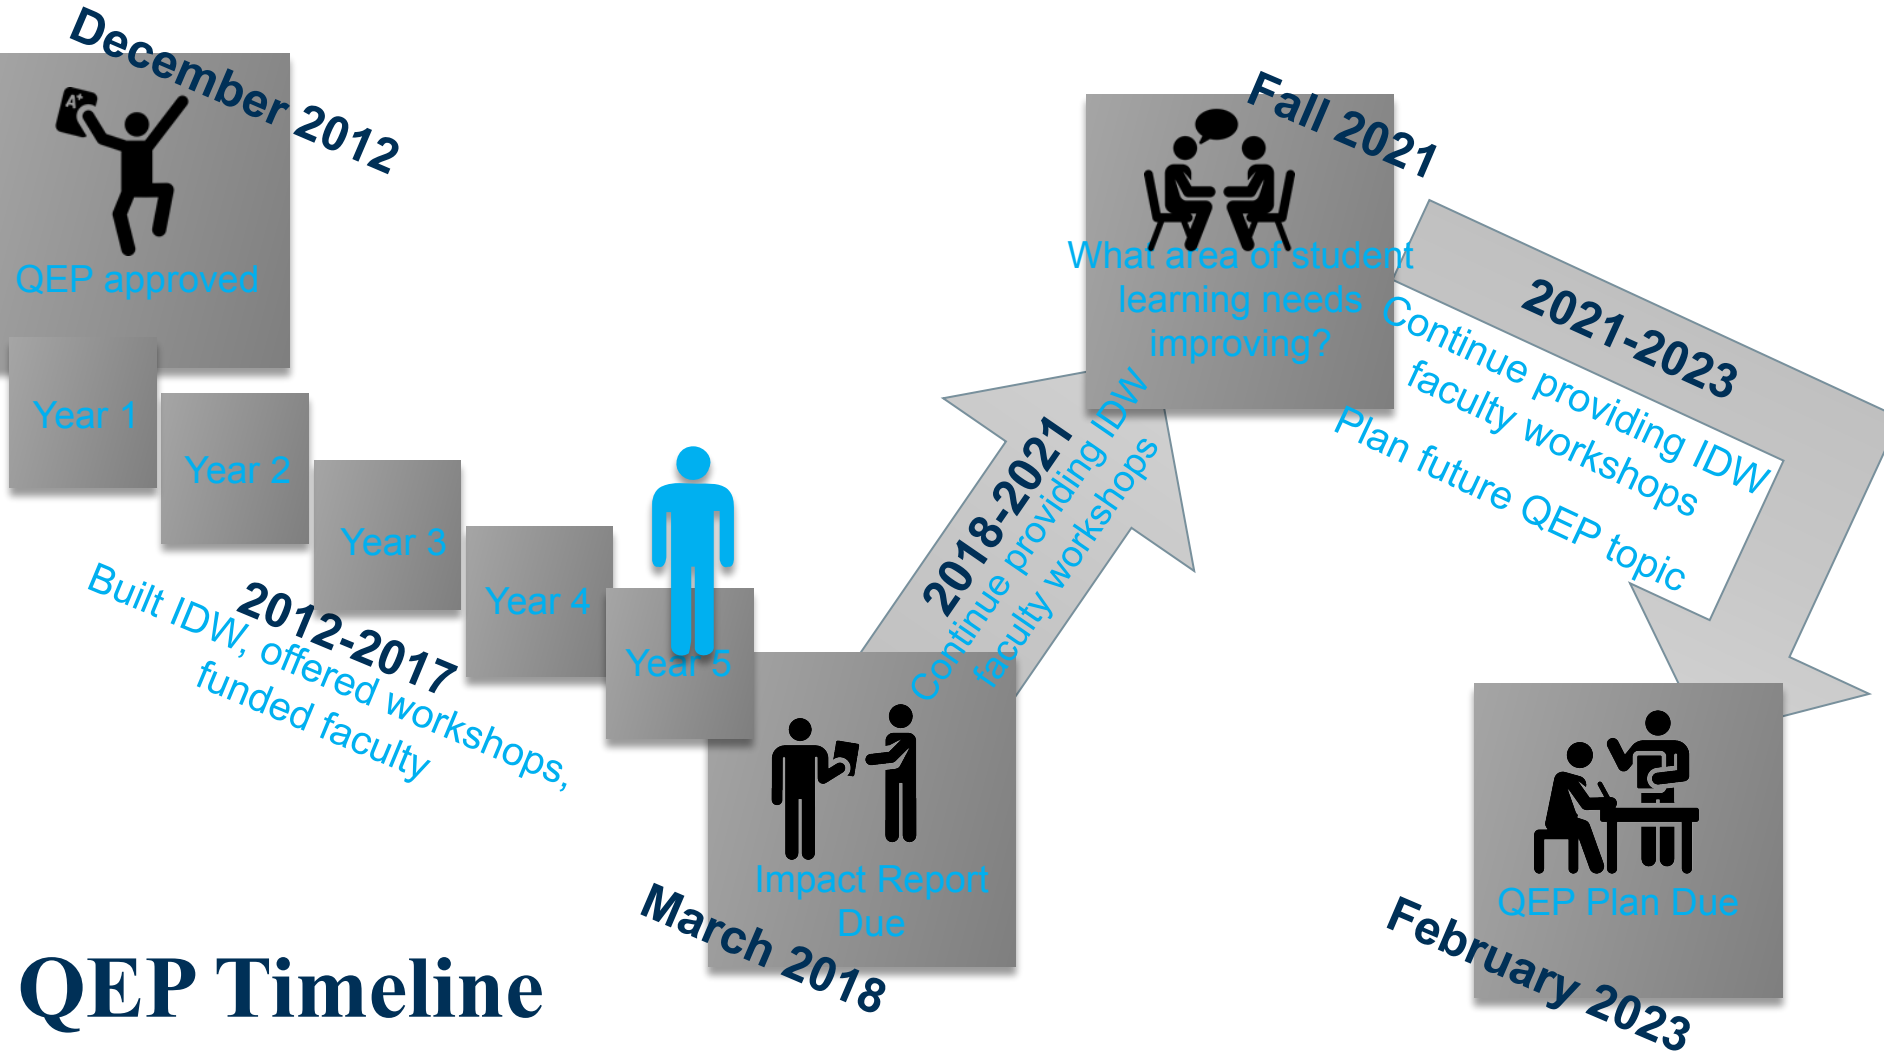 December 2012
A+
QEP approved
Year 1
Year 2
Year 3
Year 4
Year 5
2012-2017
Built IDW, offered workshops,
funded faculty
Impact Report
Due
March 2018
2018-2021
Continue providing IDW
faculty workshops
Fall 2021
What area of student
learning needs
improving?
2021-2023
Continue providing IDW
faculty workshops
Plan future QEP topic
QEP Plan Due
February 2023
QEP Timeline